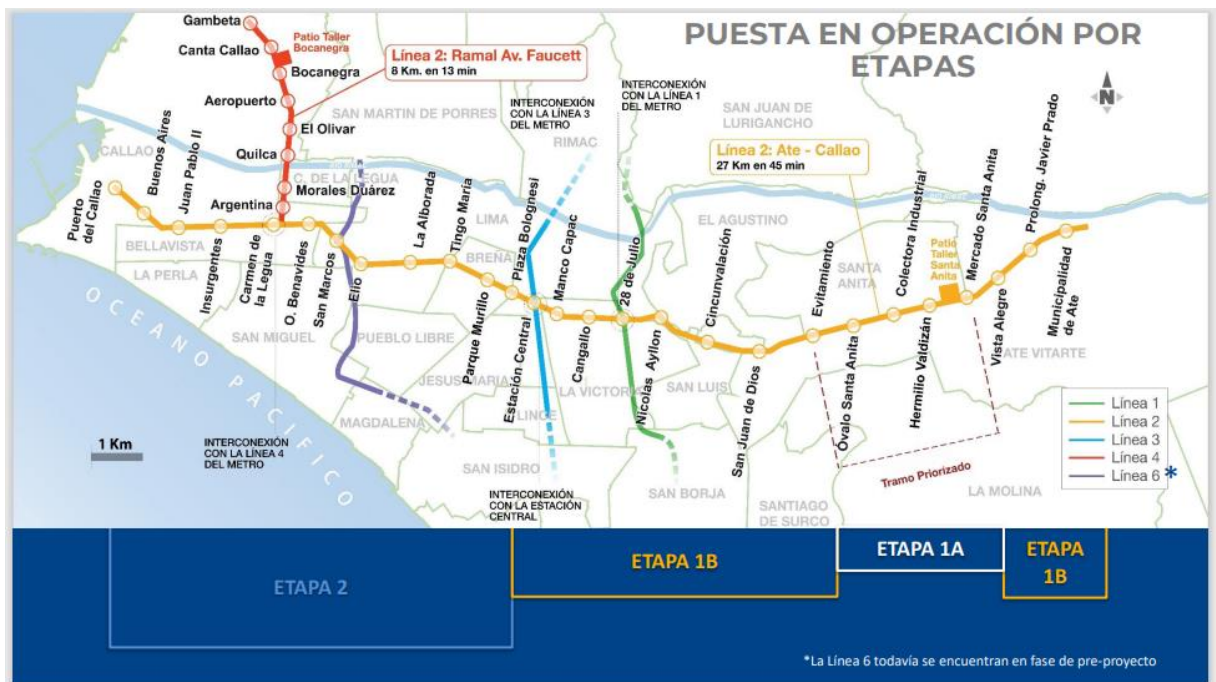 PUESTA EN OPERACIÓN POR
ETAPAS
Gambeta
Canta Callao
Patio Taller
Bocanegra
Bocanegra
Línea 2: Ramal Av. Faucett
8 Km. en 13 min
Aeropuerto
El Olivar
Quilca
Morales Duárez
Argentina
SAN MARTIN DE PORRES
INTERCONEXIÓN
CON LA LÍNEA 3
DEL METRO
INTERCONEXIÓN
CON LA LÍNEA 1
DEL METRO
SAN JUAN DE
LURIGANCHO
N
RIMAC
Línea 2: Ate - Callao
27 Km en 45 min
CALLAO
C. DE LA LEGUA
LIMA
BREÑA
EL AGUSTINO
SANTA
ANITA
Puerto
del Callao
Buenos Aires
Juan Pablo II
Insurgentes
Carmen de
la Legua
O. Benavides
San Marcos
Elio
La Alborada
Tingo María
Parque Murillo
Plaza Bolognesi
Estación Central
Manco Capac
Cangallo
28 de Julio
Nicolás Ayllon
Cincunvalación
San Juan de Dios
Evitamiento
Ovalo Santa Anita
Colectora Industrial
Hermilio Valdizán
Patio
Taller
Santa
Anita
Mercado Santa Anita
Vista Alegre
Prolong. Javier Prado
Municipalidad
de Ate
BELLAVISTA
LA PERLA
SAN MIGUEL
PUEBLO LIBRE
JESUS MARIA
MAGDALENA
LINCE
LA VICTORIA
SAN LUIS
ATE VITARTE
SAN ISIDRO
SAN BORJA
SANTIAGO
DE SURCO
LA MOLINA
OCEANO PACIFICO
1 Km
INTERCONEXIÓN
CON LA LÍNEA 4
DEL METRO
INTERCONEXIÓN
CON LA ESTACIÓN
CENTRAL
Tramo Priorizado
Línea 1
Línea 2
Línea 3
Línea 4
Línea 6 *
ETAPA 2
ETAPA 1B
ETAPA 1A
ETAPA
1B
*La Línea 6 todavía se encuentran en fase de pre-proyecto